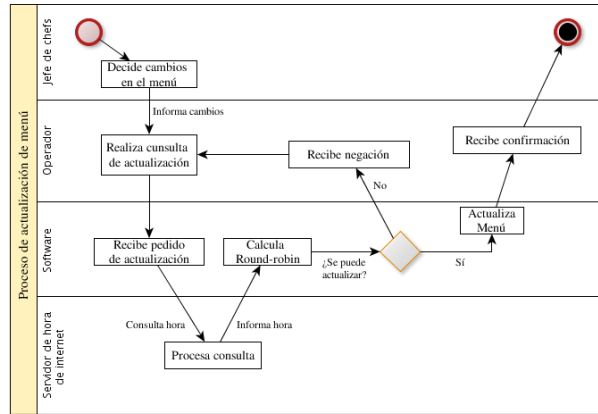 Proceso de actualización de menú
Jefe de chefs
Decide cambios
en el menú
Informa cambios
Operador
Realiza cunsulta
de actualización
Recibe negación
Recibe confirmación
No
Software
Recibe pedido
de actualización
Calcula
Round-robin
¿Se puede
actualizar?
Sí
Actualiza
Menú
Consulta hora
Informa hora
Servidor de hora
de internet
Procesa consulta